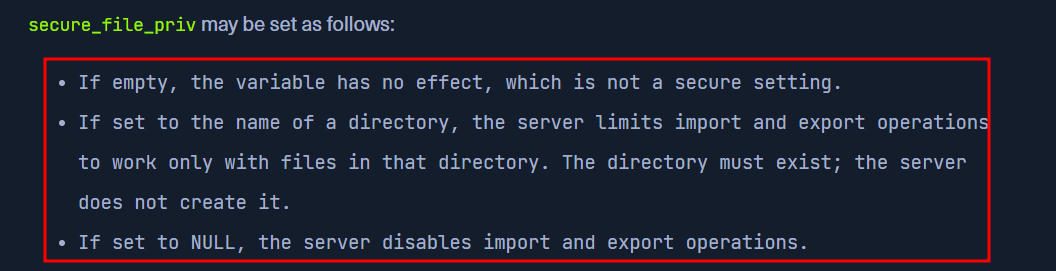 secure_file_priv may be set as follows:
• If empty, the variable has no effect, which is not a secure setting.
• If set to the name of a directory, the server limits import and export operations
to work only with files in that directory. The directory must exist; the server
does not create it.
• If set to NULL, the server disables import and export operations.